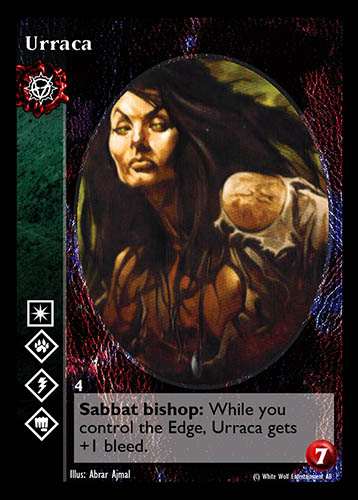 Urraca
4
Sabbat bishop: While you
control the Edge, Urraca gets
+1 bleed.
7
Illus: Abrar Ajmal
(C) White Wolf Entertainment AB